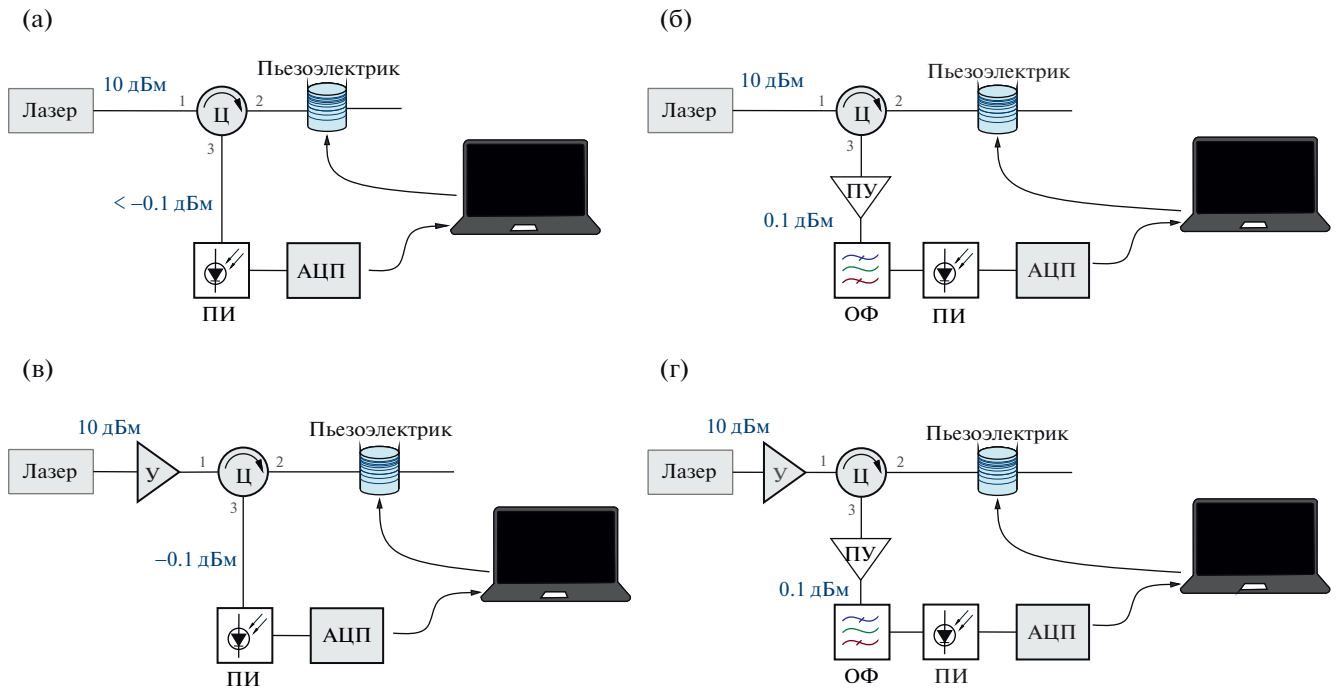 (а)
Пьезоэлектрик
10 дБм
Лазер
1
Ц
2
3
< −0.1 дБм
АЦП
ПИ
(б)
Пьезоэлектрик
10 дБм
Лазер
1
Ц
2
3
ПУ
0.1 дБм
АЦП
ОФ
ПИ
(в)
10 дБм
Пьезоэлектрик
Лазер
У
1
Ц
2
3
−0.1 дБм
АЦП
ПИ
(г)
10 дБм
Пьезоэлектрик
Лазер
У
1
Ц
2
3
ПУ
0.1 дБм
АЦП
ОФ
ПИ